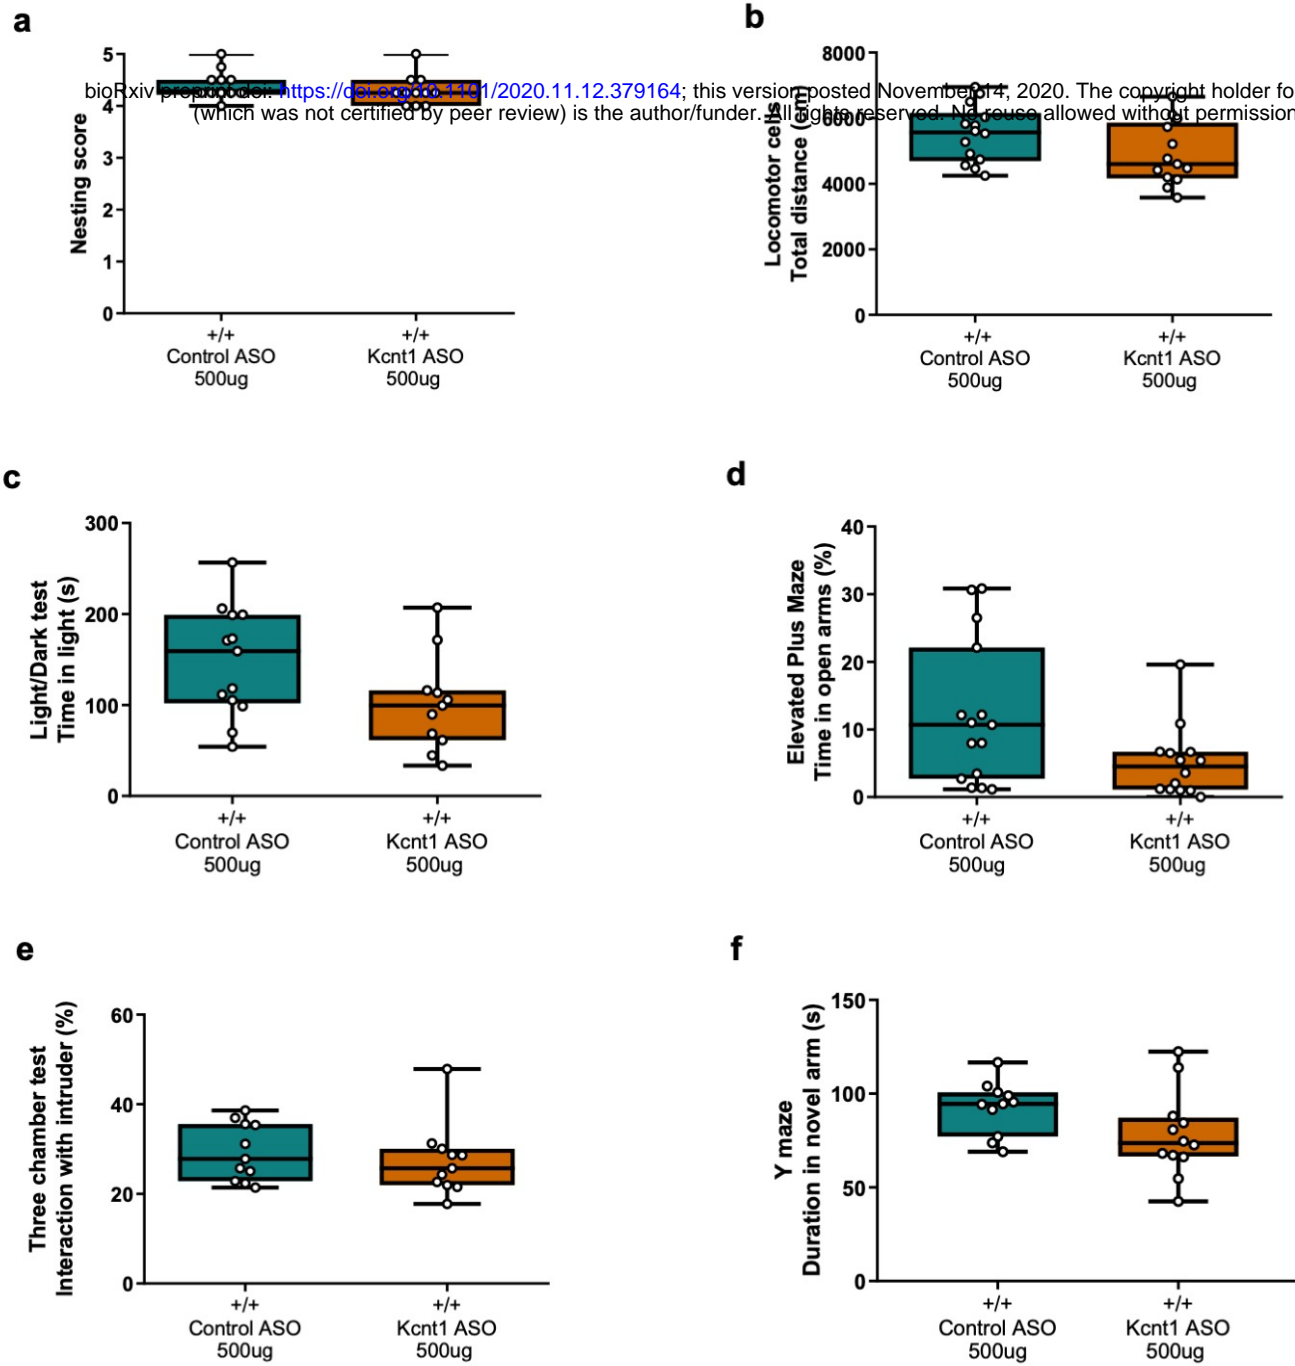 a
b
5
4
3
2
1
0
Nesting score
+/+
Control ASO
500ug
+/+
Kcnt1 ASO
500ug
8000
6000
4000
2000
0
Locomotor cells
Total distance (cm)
+/+
Control ASO
500ug
+/+
Kcnt1 ASO
500ug
bioRxiv preprint doi: https://doi.org/10.1101/2020.11.12.379164; this version posted November 14, 2020. The copyright holder fo
(which was not certified by peer review) is the author/funder. All rights reserved. No reuse allowed without permission
c
d
300
200
100
0
Light/Dark test
Time in light (s)
+/+
Control ASO
500ug
+/+
Kcnt1 ASO
500ug
40
30
20
10
0
Elevated Plus Maze
Time in open arms (%)
+/+
Control ASO
500ug
+/+
Kcnt1 ASO
500ug
e
f
60
40
20
0
Three chamber test
Interaction with intruder (%)
+/+
Control ASO
500ug
+/+
Kcnt1 ASO
500ug
150
100
50
0
Y maze
Duration in novel arm (s)
+/+
Control ASO
500ug
+/+
Kcnt1 ASO
500ug